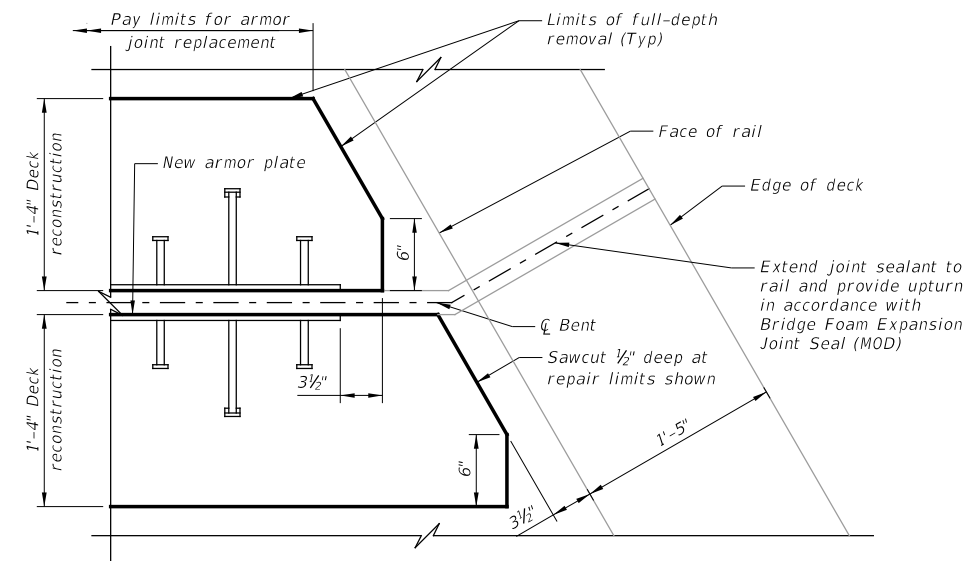 Pay limits for armor
joint replacement
Limits of full-depth
removal (Typ)
Face of rail
New armor plate
Edge of deck
1'-4" Deck
reconstruction
6"
Extend joint sealant to
rail and provide upturn
in accordance with
Bridge Foam Expansion
Joint Seal (MOD)
℄ Bent
Sawcut ½" deep at
repair limits shown
3½"
1'-4" Deck
reconstruction
6"
1'-5"
3½"